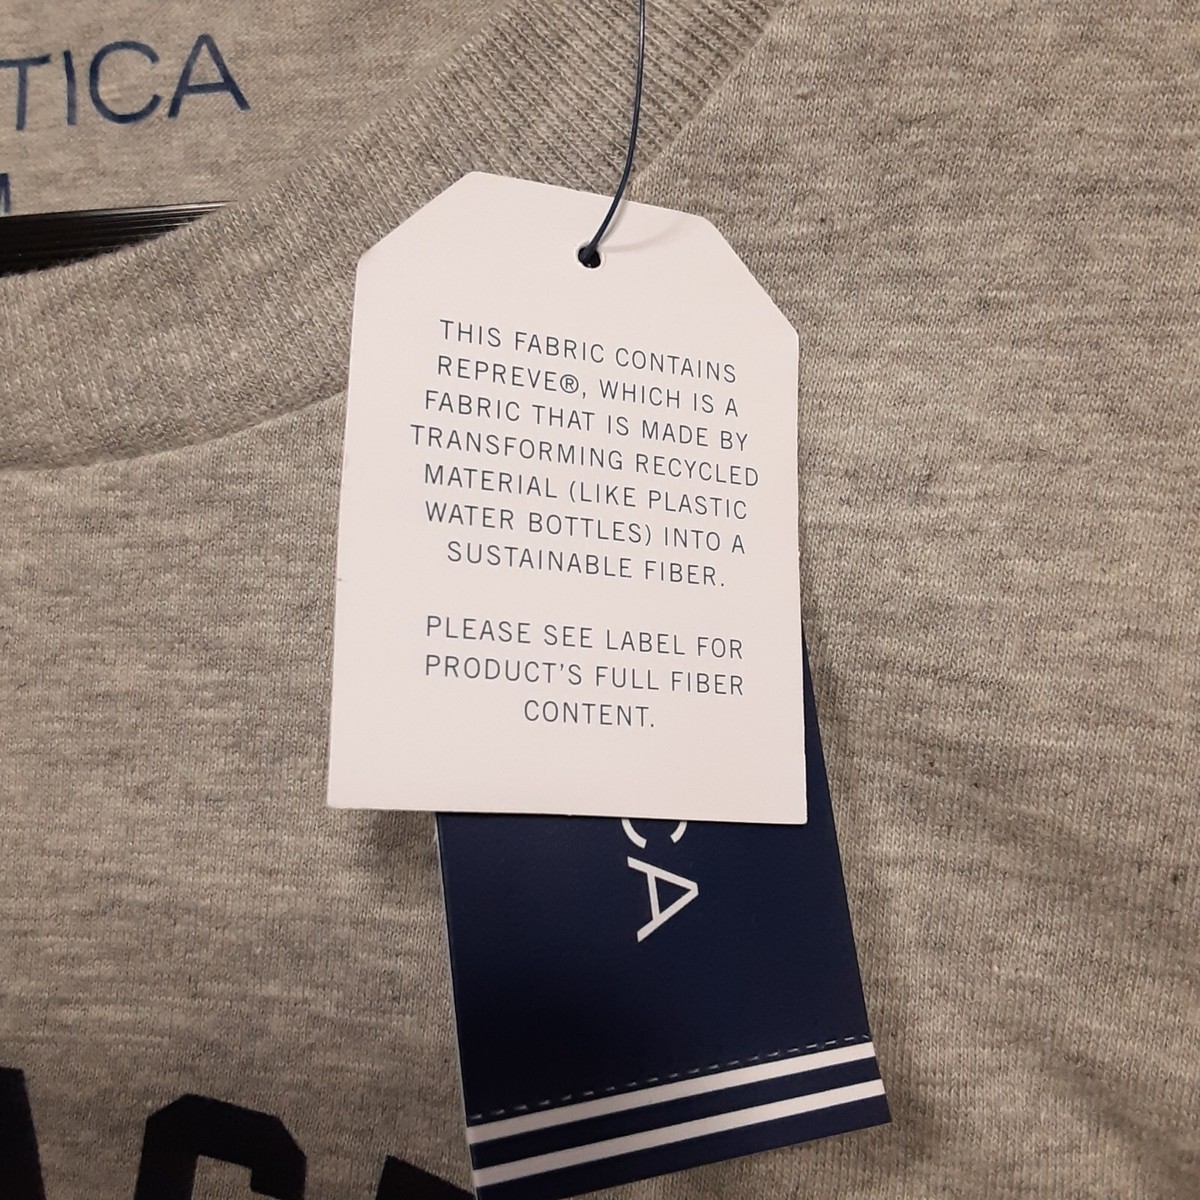 TICA
M
THIS FABRIC CONTAINS
REPREVE®, WHICH IS A
FABRIC THAT IS MADE BY
TRANSFORMING RECYCLED
MATERIAL (LIKE PLASTIC
WATER BOTTLES) INTO A
SUSTAINABLE FIBER.
PLEASE SEE LABEL FOR
PRODUCT'S FULL FIBER
CONTENT.
CA